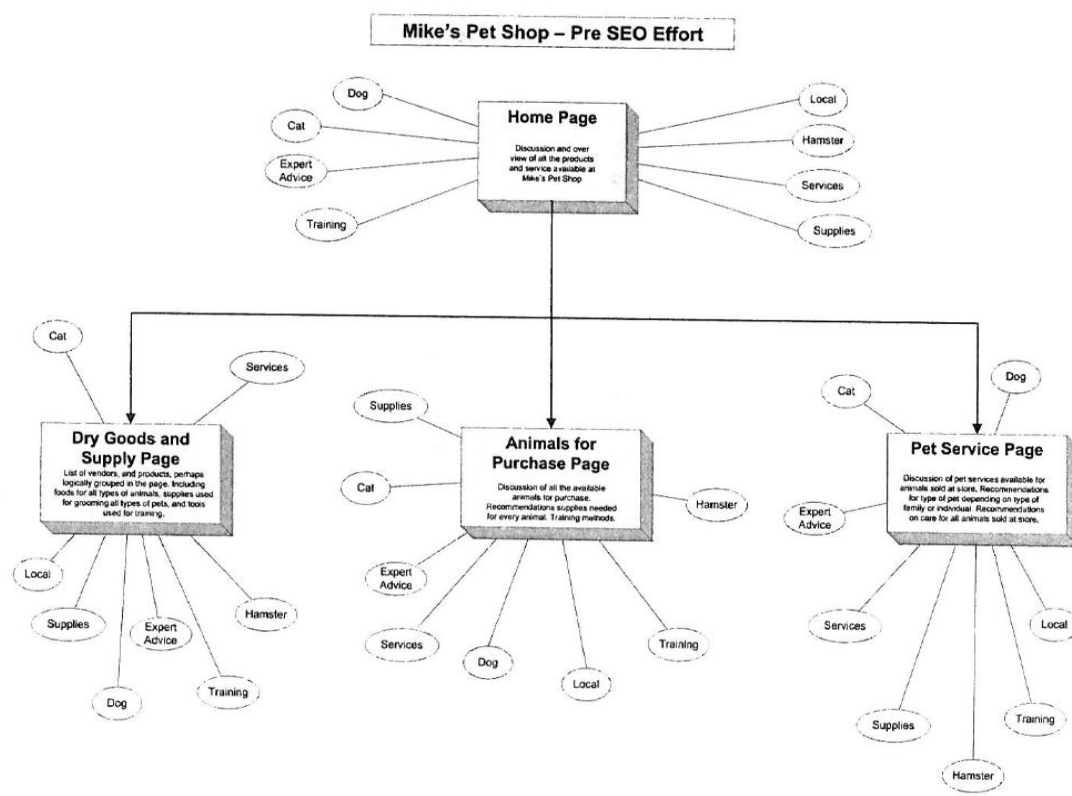 Mike's Pet Shop – Pre SEO Effort
Dog
Cat
Expert
Advice
Training
Home Page
Discussion and over
view of all the products
and service available at
Mike's Pet Shop
Local
Hamster
Services
Supplies
Cat
Services
Dry Goods and
Supply Page
List of vendors, and products, perhaps
logically grouped in the page. Including
foods for all types of animals, supplies used
for grooming all types of pets, and tools
used for training.
Local
Supplies
Dog
Expert
Advice
Training
Hamster
Supplies
Cat
Animals for
Purchase Page
Discussion of all the available
animals for purchase.
Recommendations supplies needed
for every animal. Training methods.
Hamster
Expert
Advice
Services
Dog
Local
Training
Cat
Dog
Pet Service Page
Discussion of pet services available for
animals sold at store. Recommendations
for type of pet depending on type of
family or individual. Recommendations
on care for all animals sold at store.
Expert
Advice
Services
Supplies
Hamster
Training
Local